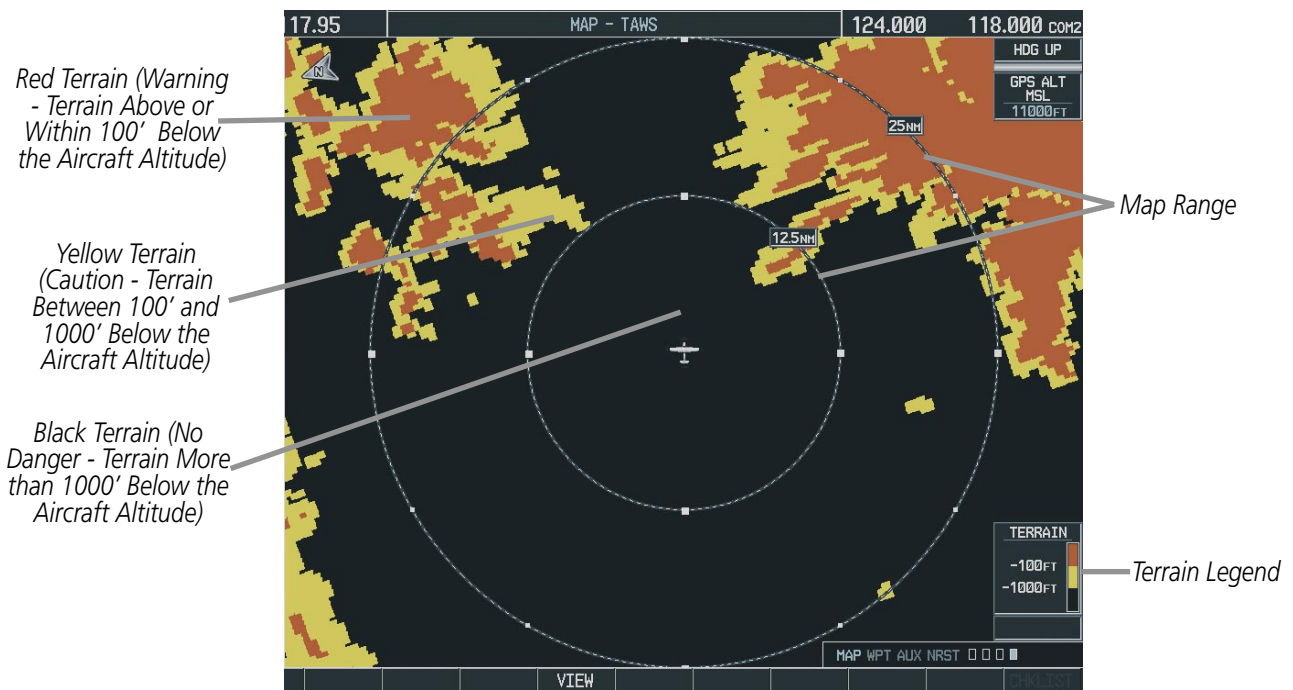 17.95
MAP - TAWS
124.000
118.000 COM2
N
HDG UP
GPS ALT
MSL
11000FT
25NM
12.5NM
Red Terrain (Warning
- Terrain Above or
Within 100’ Below
the Aircraft Altitude)
Yellow Terrain
(Caution - Terrain
Between 100’ and
1000’ Below the
Aircraft Altitude)
Black Terrain (No
Danger - Terrain More
than 1000’ Below the
Aircraft Altitude)
Map Range
TERRAIN
-100FT
-1000FT
Terrain Legend
MAP WPT AUX NRST
VIEW
CHKLIST